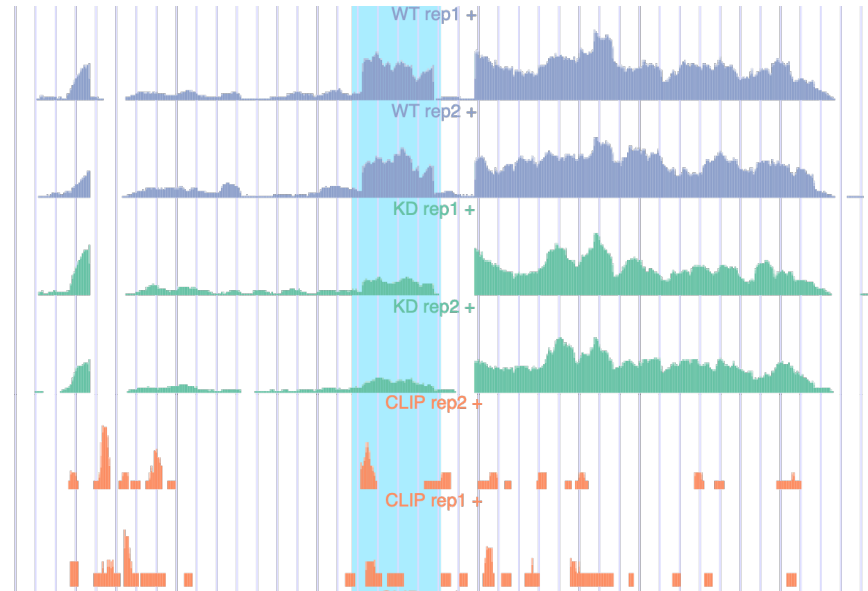 WT rep1 +
WT rep2 +
KD rep1 +
KD rep2 +
CLIP rep2 +
CLIP rep1 +